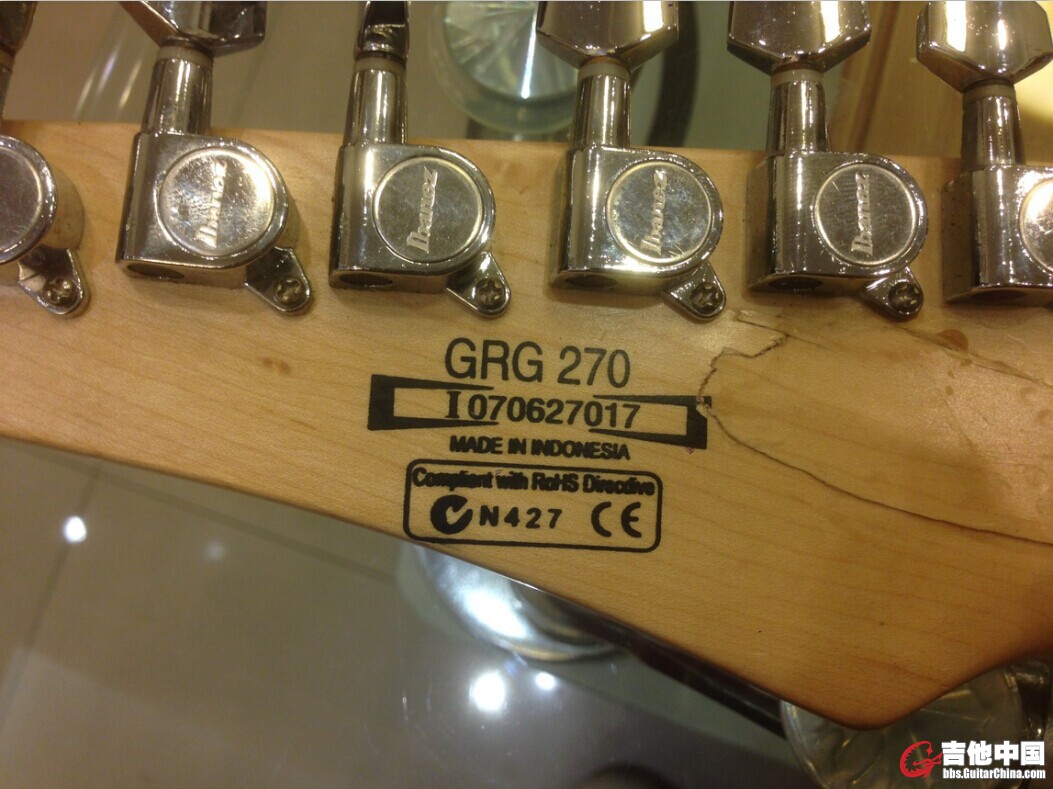 Ibanez
Ibanez
Ibanez
Ibanez
GRG 270
I070627017
MADE IN INDONESIA
Compliant with RoHS Directive
N427 CE
吉他中国
bbs.GuitarChina.com